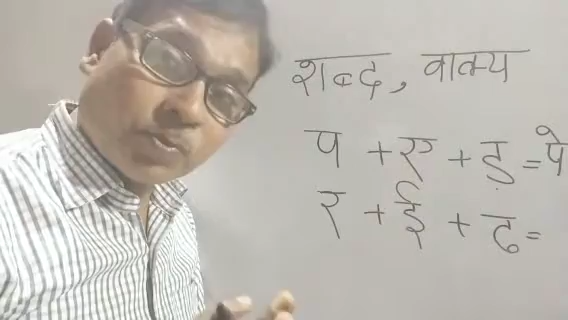 शब्द, वाक्य
प + ए + ड़ = पे
र + ई + ढ =